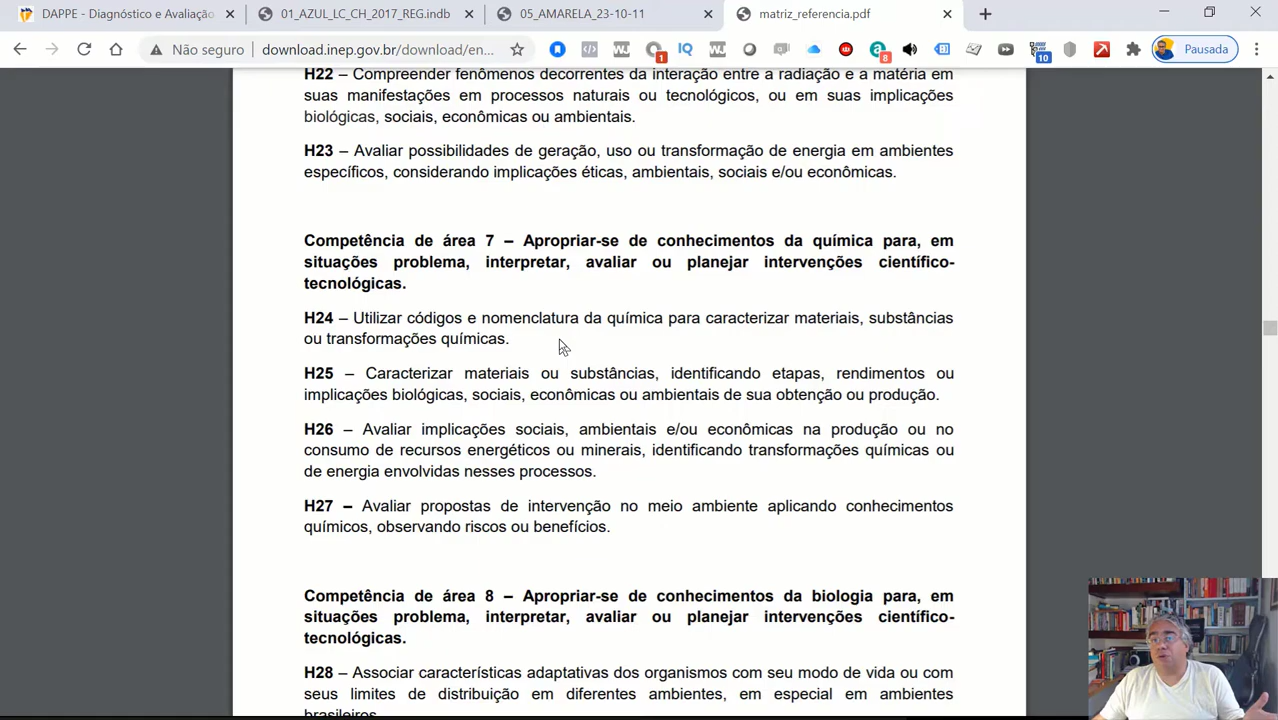 DAPPE - Diagnóstico e Avaliação
01_AZUL_LC_CH_2017_REG.indb
05_AMARELA_23-10-11
matriz_referencia.pdf
Não seguro
download.inep.gov.br/download/en...
1
IQ
8
10
Pausada
H22 – Compreender fenômenos decorrentes da interação entre a radiação e a matéria em
suas manifestações em processos naturais ou tecnológicos, ou em suas implicações
biológicas, sociais, econômicas ou ambientais.
H23 – Avaliar possibilidades de geração, uso ou transformação de energia em ambientes
específicos, considerando implicações éticas, ambientais, sociais e/ou econômicas.
Competência de área 7 – Apropriar-se de conhecimentos da química para, em
situações problema, interpretar, avaliar ou planejar intervenções científico-
tecnológicas.
H24 – Utilizar códigos e nomenclatura da química para caracterizar materiais, substâncias
ou transformações químicas.
H25 – Caracterizar materiais ou substâncias, identificando etapas, rendimentos ou
implicações biológicas, sociais, econômicas ou ambientais de sua obtenção ou produção.
H26 – Avaliar implicações sociais, ambientais e/ou econômicas na produção ou no
consumo de recursos energéticos ou minerais, identificando transformações químicas ou
de energia envolvidas nesses processos.
H27 – Avaliar propostas de intervenção no meio ambiente aplicando conhecimentos
químicos, observando riscos ou benefícios.
Competência de área 8 – Apropriar-se de conhecimentos da biologia para, em
situações problema, interpretar, avaliar ou planejar intervenções científico-
tecnológicas.
H28 – Associar características adaptativas dos organismos com seu modo de vida ou com
seus limites de distribuição em diferentes ambientes, em especial em ambientes
brasileiros.